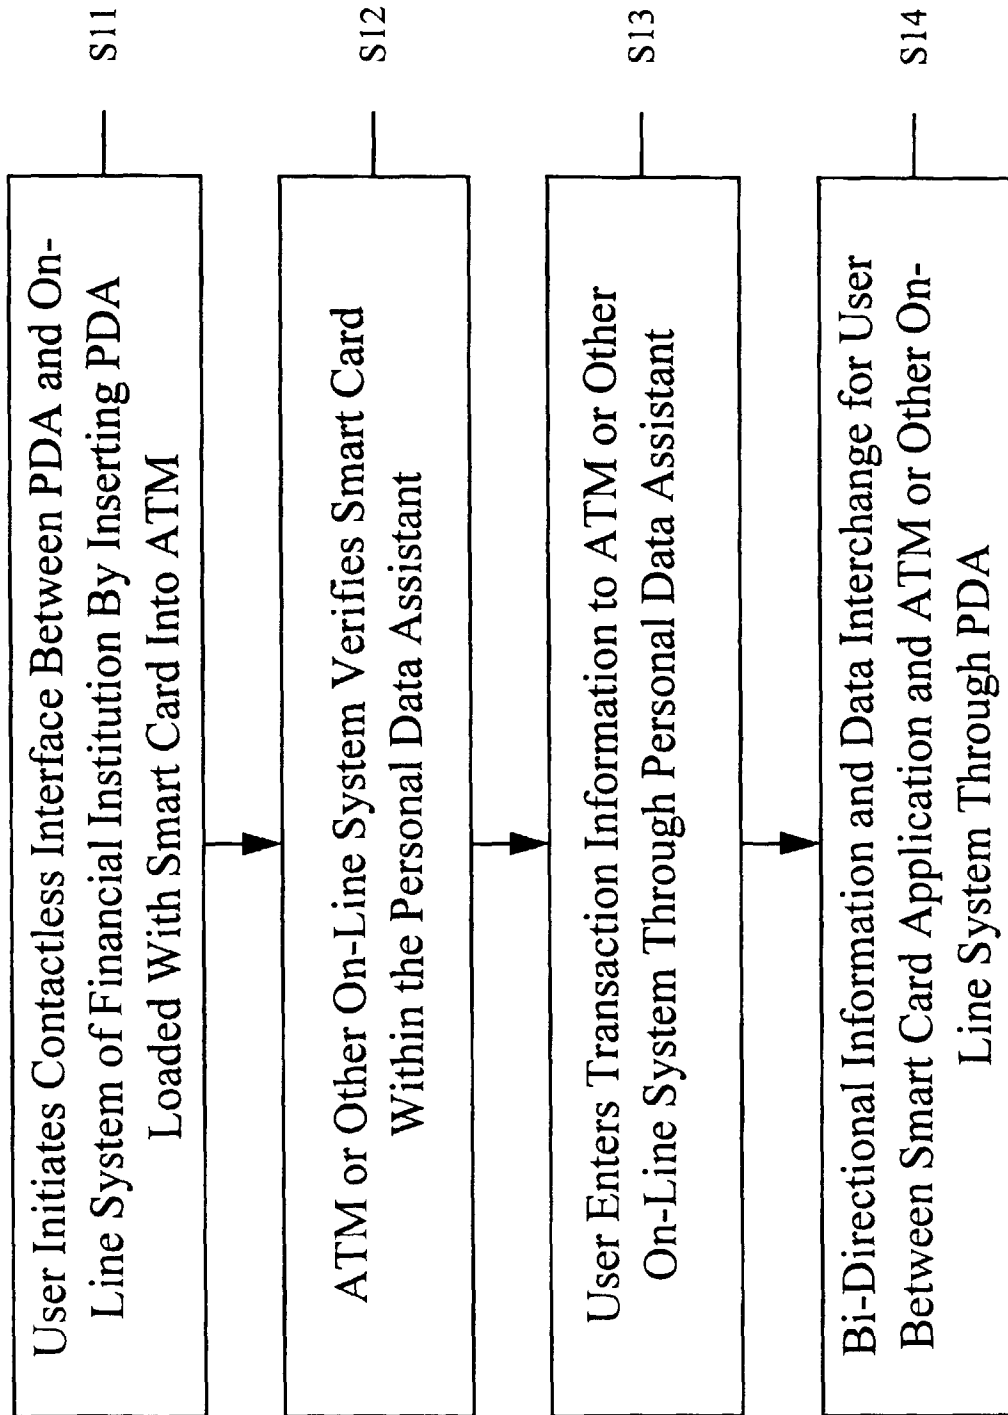 User Initiates Contactless Interface Between PDA and On-
Line System of Financial Institution By Inserting PDA
Loaded With Smart Card Into ATM
S11
ATM or Other On-Line System Verifies Smart Card
Within the Personal Data Assistant
S12
User Enters Transaction Information to ATM or Other
On-Line System Through Personal Data Assistant
S13
Bi-Directional Information and Data Interchange for User
Between Smart Card Application and ATM or Other On-
Line System Through PDA
S14